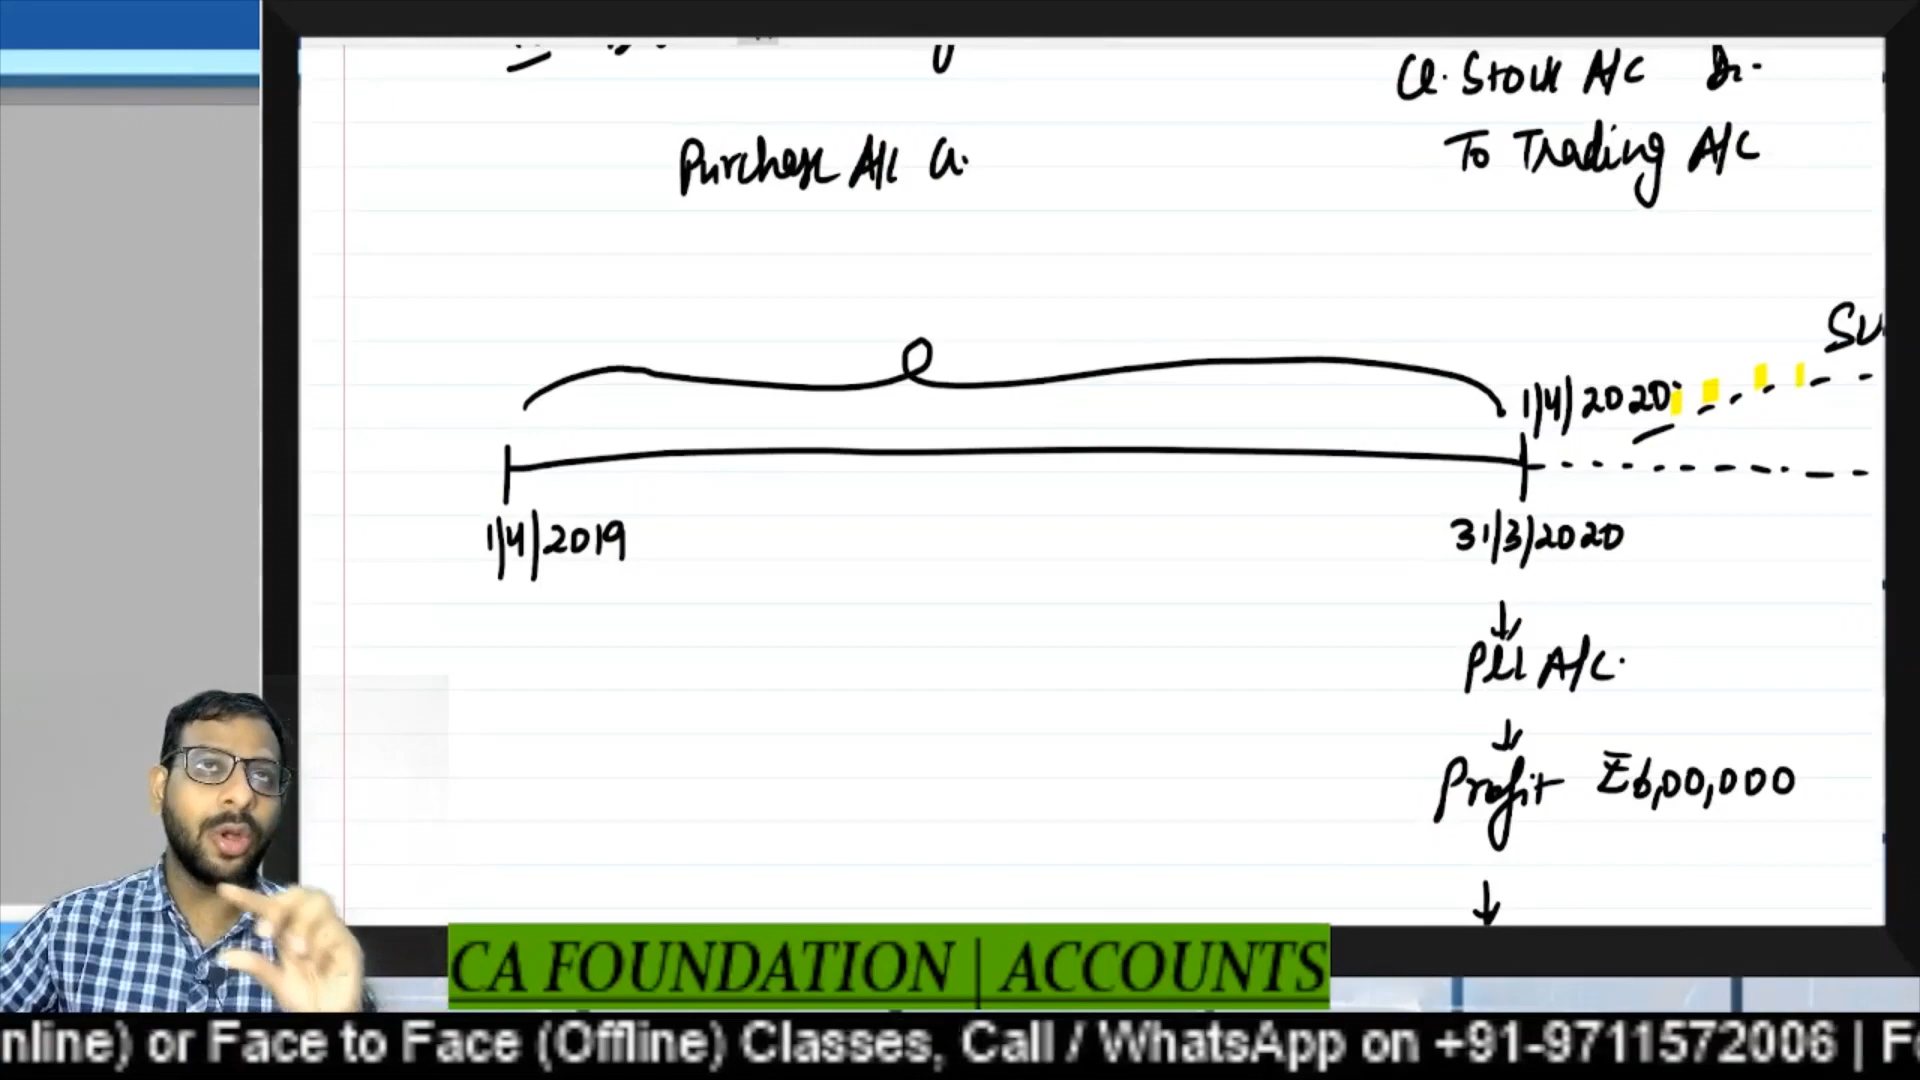 Cl. Stock A/C Dr.
To Trading A/C
Purchase A/c Cr.
Su
1/4/2020
1/4/2019
31/3/2020
↓
P&L A/C.
↓
Profit ₹6,00,000
↓
CA FOUNDATION | ACCOUNTS
nline) or Face to Face (Offline) Classes, Call / WhatsApp on +91-9711572006 | F